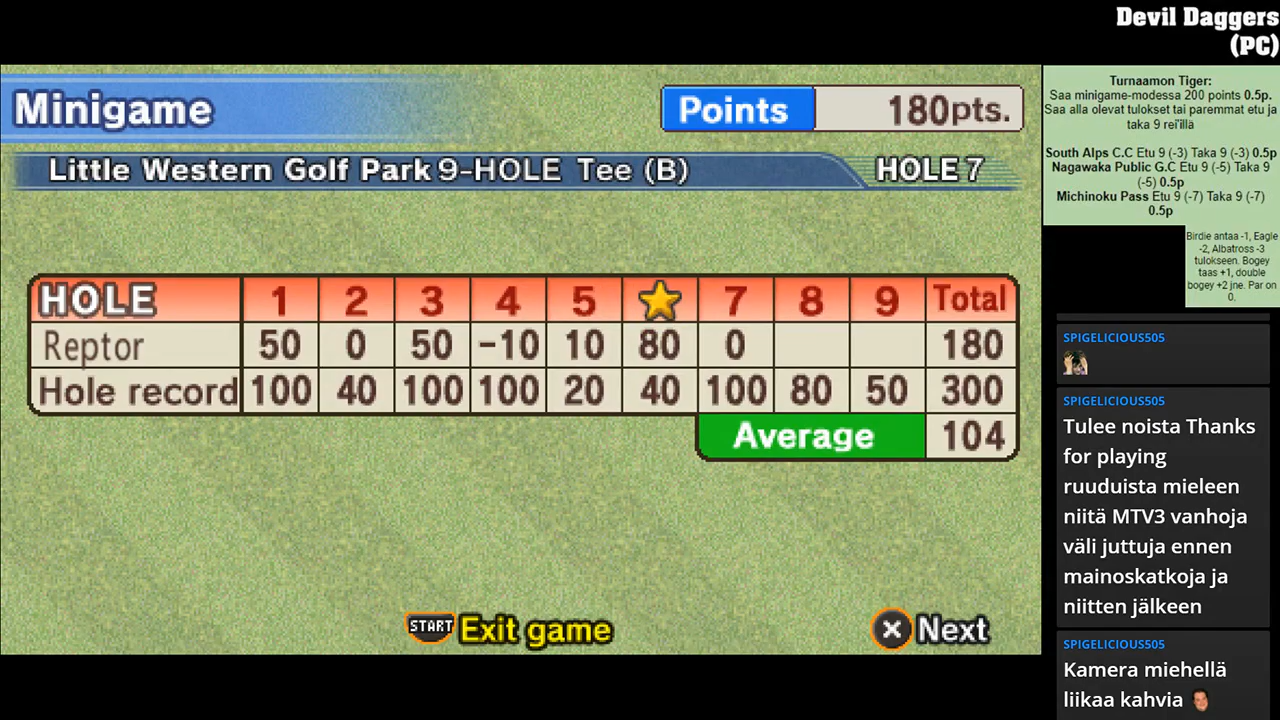 Devil Daggers
(PC)
Minigame
Points 180pts.
Little Western Golf Park 9-HOLE Tee (B) HOLE 7
HOLE 1 2 3 4 5 6 7 8 9 Total
Reptor 50 0 50 -10 10 80 0 180
Hole record 100 40 100 100 20 40 100 80 50 300
Average 104
START Exit game
Next
Turnaamon Tiger:
Saa minigame-modessa 200 points 0.5p.
Saa alla olevat tulokset tai paremmat etu ja
taka 9 rei'illä
South Alps C.C Etu 9 (-3) Taka 9 (-3) 0.5p
Nagawaka Public G.C Etu 9 (-5) Taka 9
(-5) 0.5p
Michinoku Pass Etu 9 (-7) Taka 9 (-7)
0.5p
Birdie antaa -1, Eagle
-2, Albatross -3
tulokseen. Bogey
taas +1, double
bogey +2 jne. Par on
0.
SPIGELICIOUS505
SPIGELICIOUS505
Tulee noista Thanks
for playing
ruuduista mieleen
niitä MTV3 vanhoja
väli juttuja ennen
mainoskatkoja ja
niitten jälkeen
SPIGELICIOUS505
Kamera miehellä
liikaa kahvia